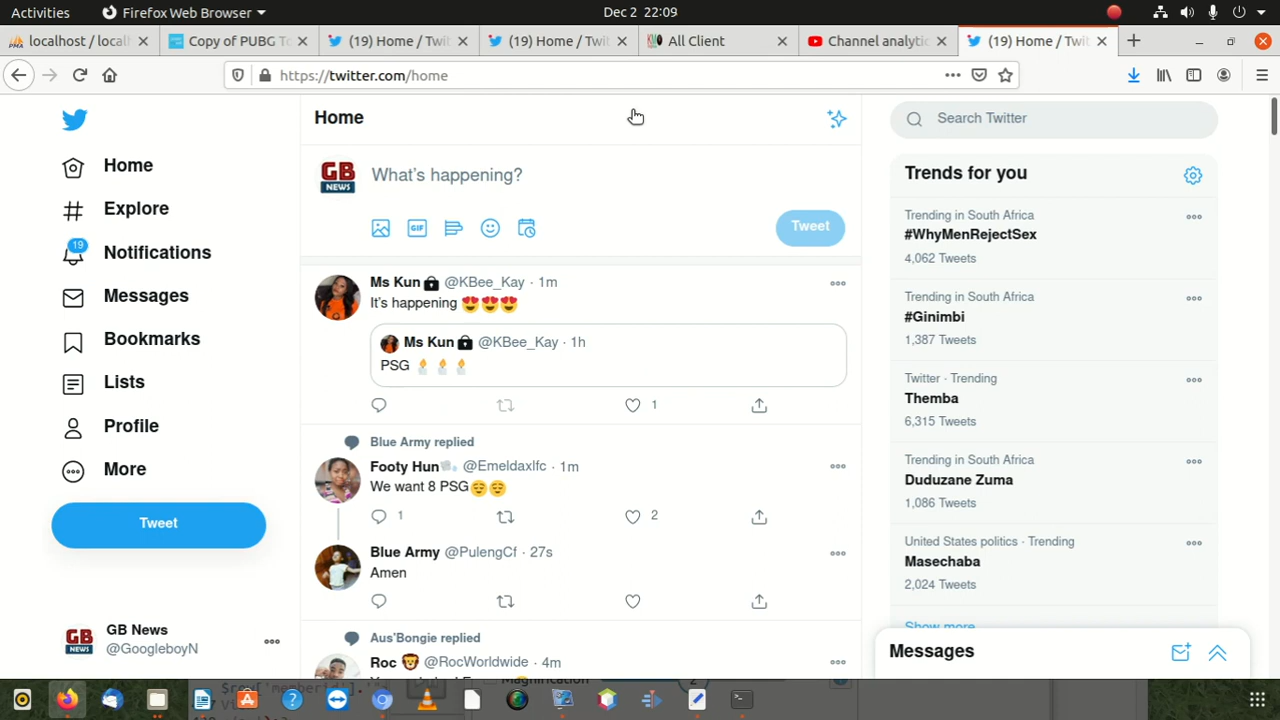 Activities Firefox Web Browser Dec 2 22:09
localhost / local Copy of PUBG To (19) Home / Twit (19) Home / Twit All Client Channel analytic (19) Home / Twit
https://twitter.com/home
Home
Explore
19
Notifications
Messages
Bookmarks
Lists
Profile
More
Tweet
GB News
@GoogleboyN
Home
GB
NEWS
What's happening?
GIF
Tweet
Ms Kun @KBee_Kay · 1m
It's happening 😍😍😍
Ms Kun @KBee_Kay · 1h
PSG 🕯🕯🕯
1
Blue Army replied
Footy Hun @Emeldaxlfc · 1m
We want 8 PSG😌😌
1 2
Blue Army @PulengCf · 27s
Amen
Aus'Bongie replied
Roc 🦁 @RocWorldwide · 4m
Search Twitter
Trends for you
Trending in South Africa
#WhyMenRejectSex
4,062 Tweets
Trending in South Africa
#Ginimbi
1,387 Tweets
Twitter · Trending
Themba
6,315 Tweets
Trending in South Africa
Duduzane Zuma
1,086 Tweets
United States politics · Trending
Masechaba
2,024 Tweets
Show more
Messages